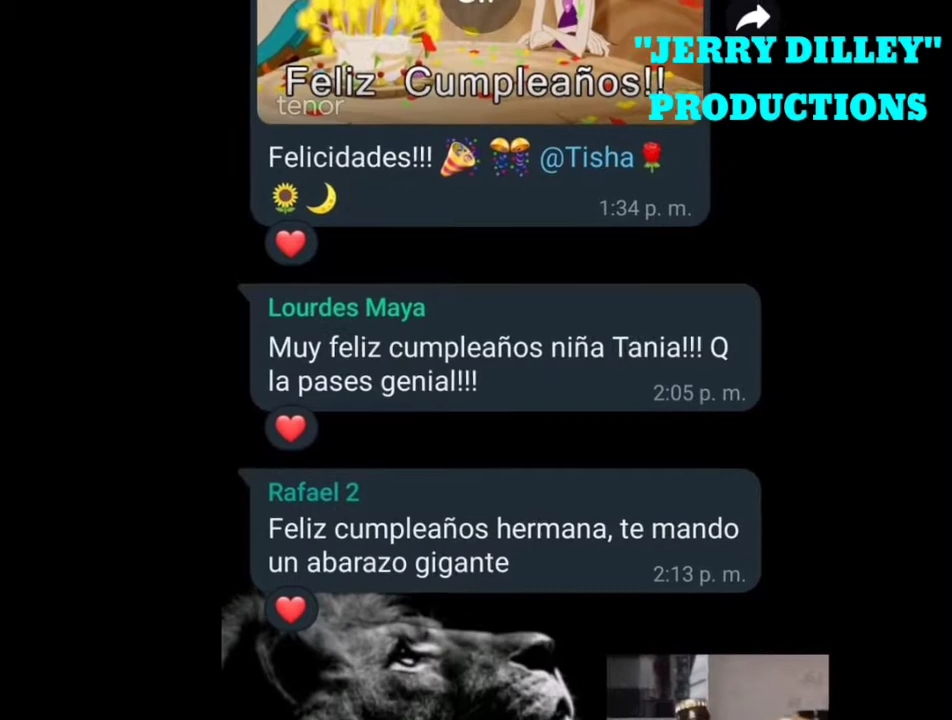 "JERRY DILLEY"
PRODUCTIONS
Feliz Cumpleaños!!
tenor
Felicidades!!! @Tisha
1:34 p. m.
Lourdes Maya
Muy feliz cumpleaños niña Tania!!! Q
la pases genial!!!
2:05 p. m.
Rafael 2
Feliz cumpleaños hermana, te mando
un abarazo gigante
2:13 p. m.